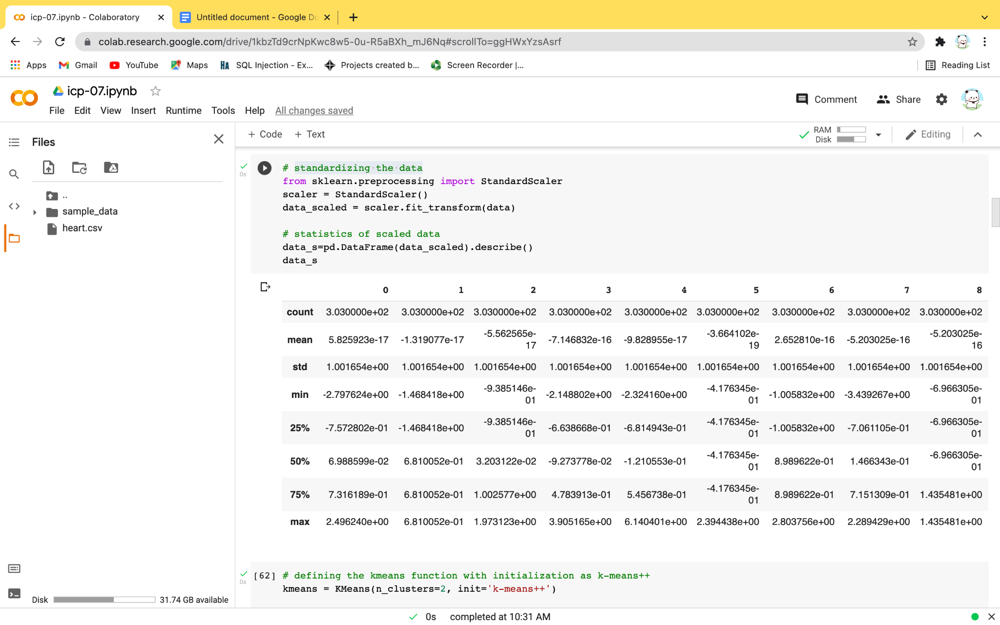 icp-07.ipynb - Colaboratory
Untitled document - Google Do
colab.research.google.com/drive/1kbzTd9crNpKwc8w5-0u-R5aBXh_mJ6Nq#scrollTo=ggHWxYzsAsrf
Apps Gmail YouTube Maps HA SQL Injection - Ex... Projects created b... Screen Recorder |... Reading List
icp-07.ipynb
File Edit View Insert Runtime Tools Help All changes saved
Comment Share
Files
+ Code + Text
RAM
Disk
Editing
..
sample_data
heart.csv
0s
# standardizing the data
from sklearn.preprocessing import StandardScaler
scaler = StandardScaler()
data_scaled = scaler.fit_transform(data)
# statistics of scaled data
data_s=pd.DataFrame(data_scaled).describe()
data_s
0 1 2 3 4 5 6 7 8
count 3.030000e+02 3.030000e+02 3.030000e+02 3.030000e+02 3.030000e+02 3.030000e+02 3.030000e+02 3.030000e+02 3.030000e+02
mean 5.825923e-17 -1.319077e-17 -5.562565e-17 -7.146832e-16 -9.828955e-17 -3.664102e-19 2.652810e-16 -5.203025e-16 -5.203025e-16
std 1.001654e+00 1.001654e+00 1.001654e+00 1.001654e+00 1.001654e+00 1.001654e+00 1.001654e+00 1.001654e+00 1.001654e+00
min -2.797624e+00 -1.468418e+00 -9.385146e-01 -2.148802e+00 -2.324160e+00 -4.176345e-01 -1.005832e+00 -3.439267e+00 -6.966305e-01
25% -7.572802e-01 -1.468418e+00 -9.385146e-01 -6.638668e-01 -6.814943e-01 -4.176345e-01 -1.005832e+00 -7.061105e-01 -6.966305e-01
50% 6.988599e-02 6.810052e-01 3.203122e-02 -9.273778e-02 -1.210553e-01 -4.176345e-01 8.989622e-01 1.466343e-01 -6.966305e-01
75% 7.316189e-01 6.810052e-01 1.002577e+00 4.783913e-01 5.456738e-01 -4.176345e-01 8.989622e-01 7.151309e-01 1.435481e+00
max 2.496240e+00 6.810052e-01 1.973123e+00 3.905165e+00 6.140401e+00 2.394438e+00 2.803756e+00 2.289429e+00 1.435481e+00
0s
[62] # defining the kmeans function with initialization as k-means++
kmeans = KMeans(n_clusters=2, init='k-means++')
Disk 31.74 GB available
0s completed at 10:31 AM